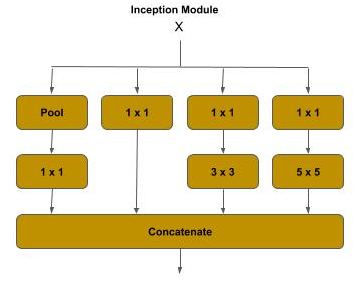 Inception Module
X
Pool
1 x 1
1 x 1
1 x 1
1 x 1
3 x 3
5 x 5
Concatenate